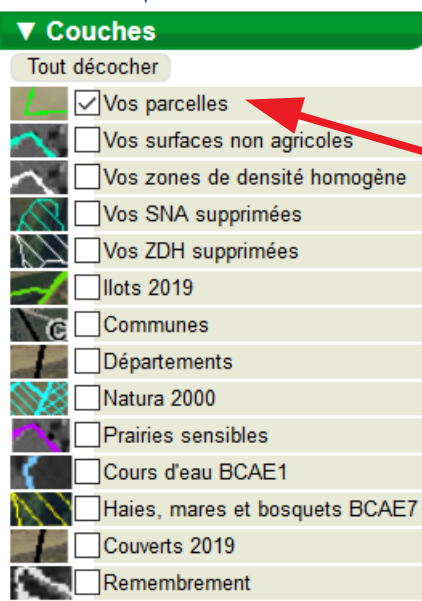 ▼ Couches
Tout décocher
Vos parcelles
Vos surfaces non agricoles
Vos zones de densité homogène
Vos SNA supprimées
Vos ZDH supprimées
Ilots 2019
C Communes
Départements
Natura 2000
Prairies sensibles
Cours d'eau BCAE1
Haies, mares et bosquets BCAE7
Couverts 2019
Remembrement